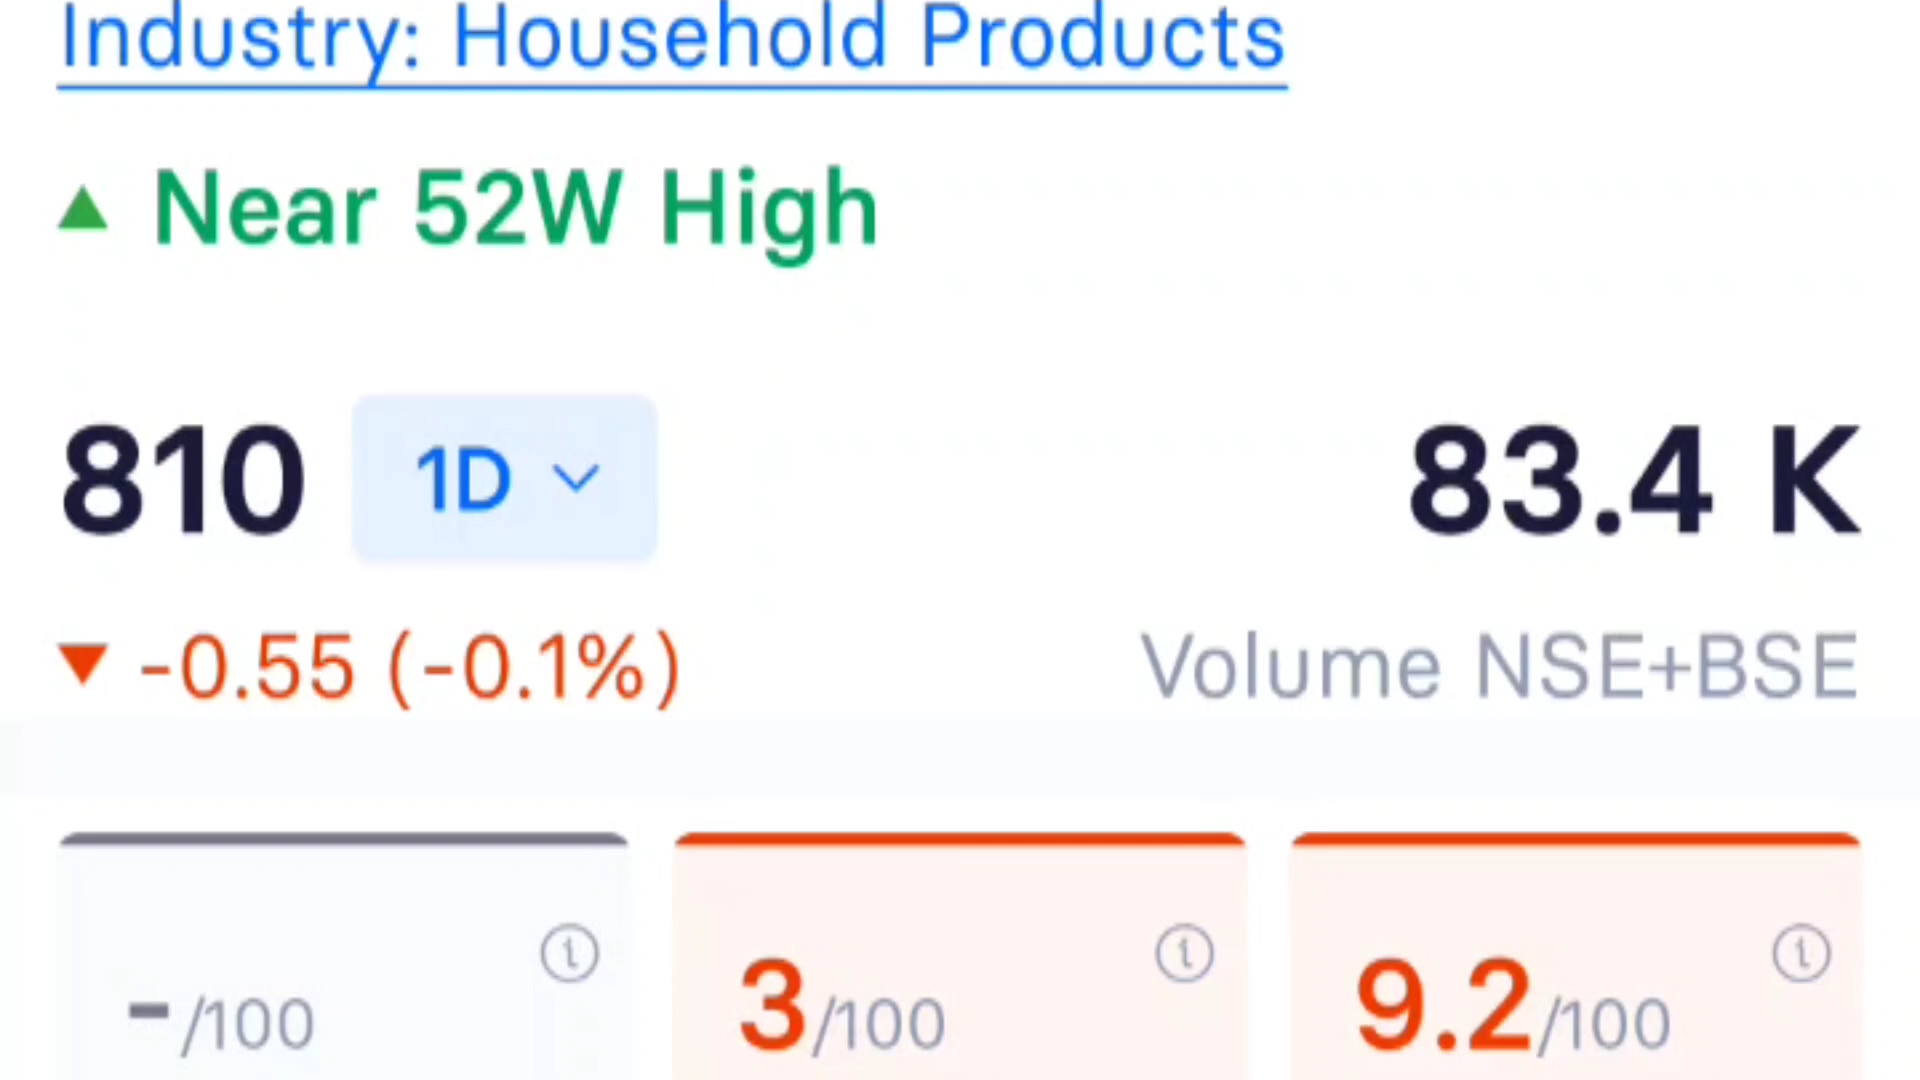 Industry: Household Products
▲ Near 52W High
810 1D 83.4 K
▼ -0.55 (-0.1%) Volume NSE+BSE
-/100 3/100 9.2/100